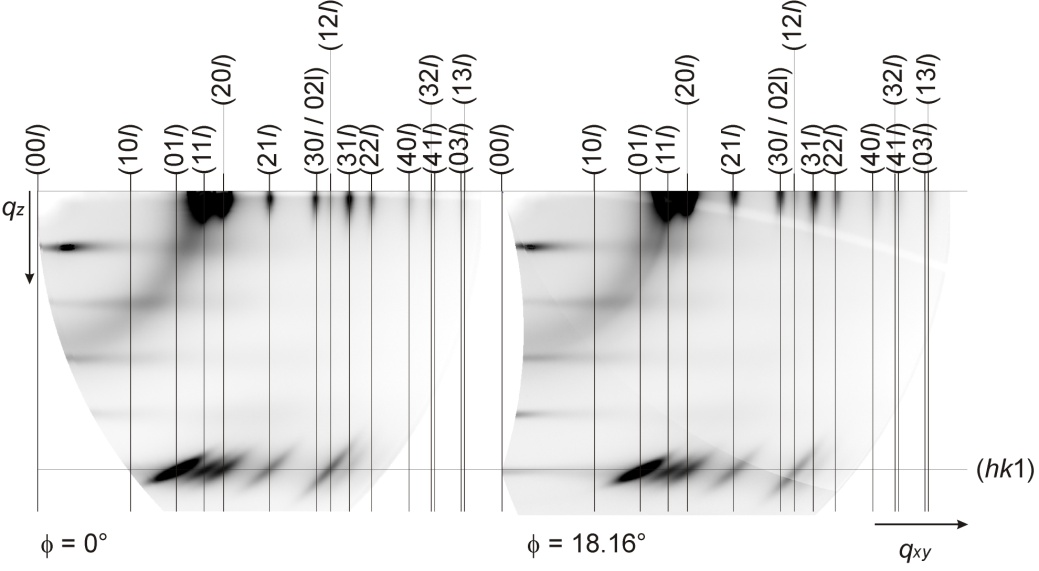 (00l) (10l) (01l) (11l) (20l) (21l) (30l / 02l) (12l) (31l) (22l) (40l) (41l) (32l) (03l) (13l)
(00l) (10l) (01l) (11l) (20l) (21l) (30l / 02l) (12l) (31l) (22l) (40l) (41l) (32l) (03l) (13l)
qz
(hk1)
ϕ = 0°
ϕ = 18.16°
qxy